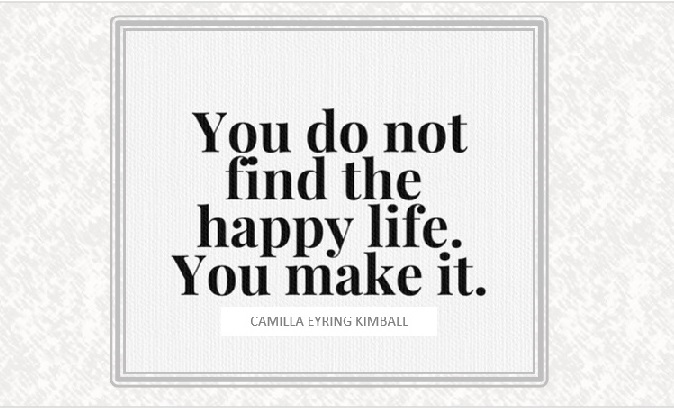 You do not
find the
happy life.
You make it.
CAMILLA EYRING KIMBALL